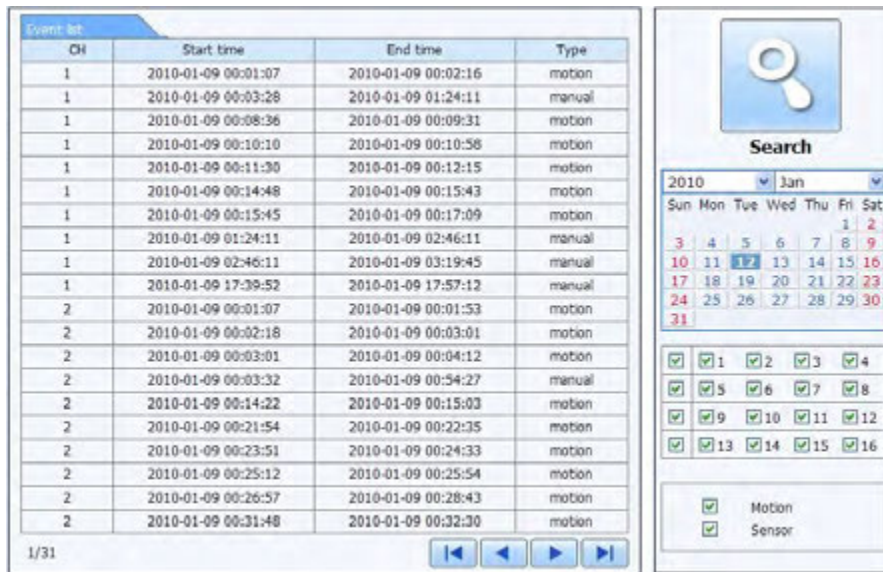 Event list
CH Start time End time Type
1 2010-01-09 00:01:07 2010-01-09 00:02:16 motion
1 2010-01-09 00:03:28 2010-01-09 01:24:11 manual
1 2010-01-09 00:08:36 2010-01-09 00:09:31 motion
1 2010-01-09 00:10:10 2010-01-09 00:10:58 motion
1 2010-01-09 00:11:30 2010-01-09 00:12:15 motion
1 2010-01-09 00:14:48 2010-01-09 00:15:43 motion
1 2010-01-09 00:15:45 2010-01-09 00:17:09 motion
1 2010-01-09 01:24:11 2010-01-09 02:46:11 manual
1 2010-01-09 02:46:11 2010-01-09 03:19:45 manual
1 2010-01-09 17:39:52 2010-01-09 17:57:12 manual
2 2010-01-09 00:01:07 2010-01-09 00:01:53 motion
2 2010-01-09 00:02:18 2010-01-09 00:03:01 motion
2 2010-01-09 00:03:01 2010-01-09 00:04:12 motion
2 2010-01-09 00:03:32 2010-01-09 00:54:27 manual
2 2010-01-09 00:14:22 2010-01-09 00:15:03 motion
2 2010-01-09 00:21:54 2010-01-09 00:22:35 motion
2 2010-01-09 00:23:51 2010-01-09 00:24:33 motion
2 2010-01-09 00:25:12 2010-01-09 00:25:54 motion
2 2010-01-09 00:26:57 2010-01-09 00:28:43 motion
2 2010-01-09 00:31:48 2010-01-09 00:32:30 motion
1/31
Search
2010 Jan
Sun Mon Tue Wed Thu Fri Sat
1 2
3 4 5 6 7 8 9
10 11 12 13 14 15 16
17 18 19 20 21 22 23
24 25 26 27 28 29 30
31
1 2 3 4
5 6 7 8
9 10 11 12
13 14 15 16
Motion
Sensor